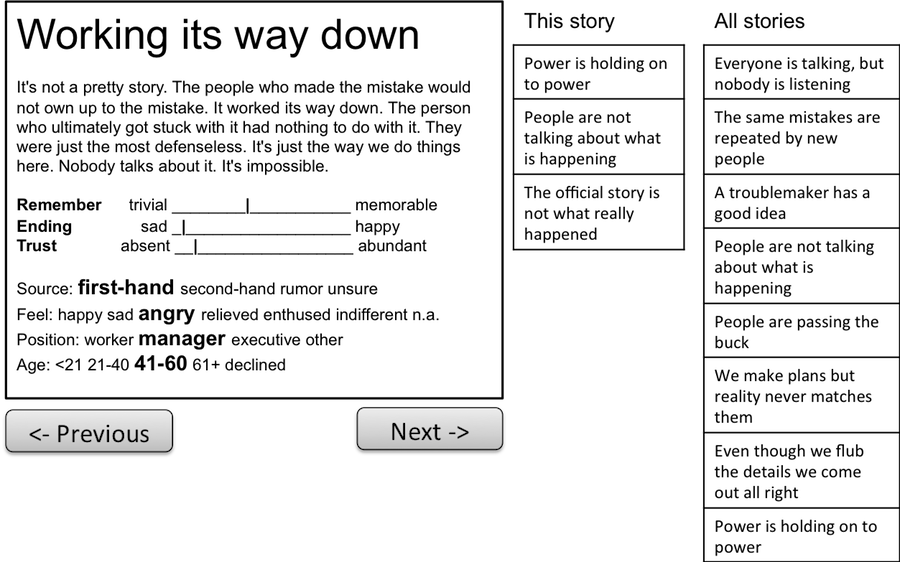 Working its way down
It's not a pretty story. The people who made the mistake would
not own up to the mistake. It worked its way down. The person
who ultimately got stuck with it had nothing to do with it. They
were just the most defenseless. It's just the way we do things
here. Nobody talks about it. It's impossible.
Remember trivial ________|___________ memorable
Ending sad _|__________________ happy
Trust absent __|_________________ abundant
Source: first-hand second-hand rumor unsure
Feel: happy sad angry relieved enthused indifferent n.a.
Position: worker manager executive other
Age: <21 21-40 41-60 61+ declined
<- Previous
Next ->
This story
Power is holding on
to power
People are not
talking about what
is happening
The official story is
not what really
happened
All stories
Everyone is talking, but
nobody is listening
The same mistakes are
repeated by new
people
A troublemaker has a
good idea
People are not talking
about what is
happening
People are passing the
buck
We make plans but
reality never matches
them
Even though we flub
the details we come
out all right
Power is holding on to
power